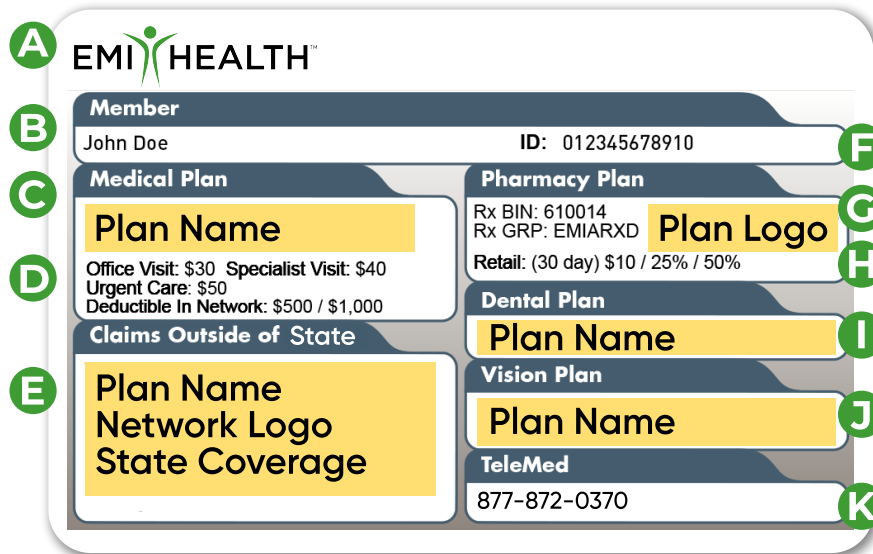 A
EMI HEALTH™
Member
B
John Doe
ID: 012345678910
F
C
Medical Plan
Plan Name
D
Office Visit: $30 Specialist Visit: $40
Urgent Care: $50
Deductible In Network: $500 / $1,000
Claims Outside of State
E
Plan Name
Network Logo
State Coverage
Pharmacy Plan
G
Rx BIN: 610014
Rx GRP: EMIARXD
Plan Logo
H
Retail: (30 day) $10 / 25% / 50%
Dental Plan
I
Plan Name
Vision Plan
J
Plan Name
TeleMed
877-872-0370
K